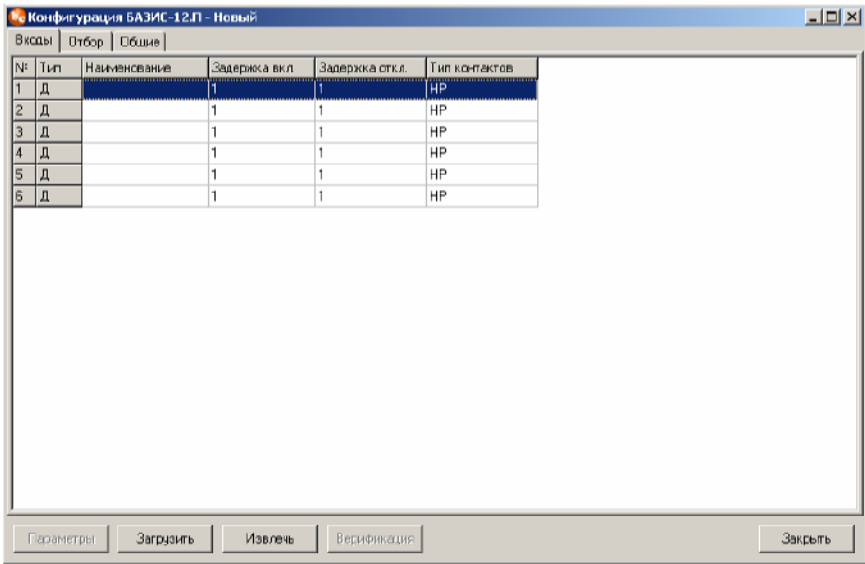 Конфигурация БАЗИС-12.П - Новый
Входы Отбор Общие
№ Тип Наименование Задержка вкл Задержка откл. Тип контактов
1 Д 1 1 НР
2 Д 1 1 НР
3 Д 1 1 НР
4 Д 1 1 НР
5 Д 1 1 НР
6 Д 1 1 НР
Параметры Загрузить Извлечь Верификация Закрыть